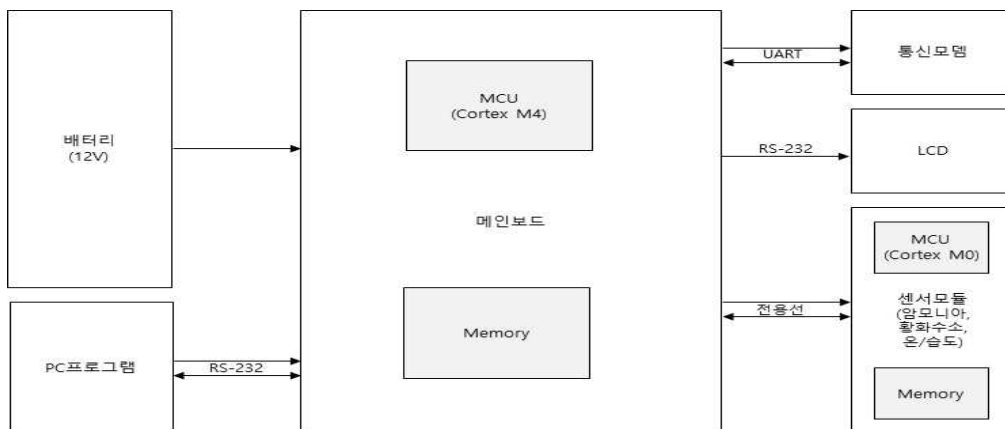 배터리
(12V)
PC프로그램
RS-232
MCU
(Cortex M4)
메인보드
Memory
UART
통신모뎀
RS-232
LCD
전용선
MCU
(Cortex M0)
센서모듈
(암모니아,
황화수소,
온/습도)
Memory